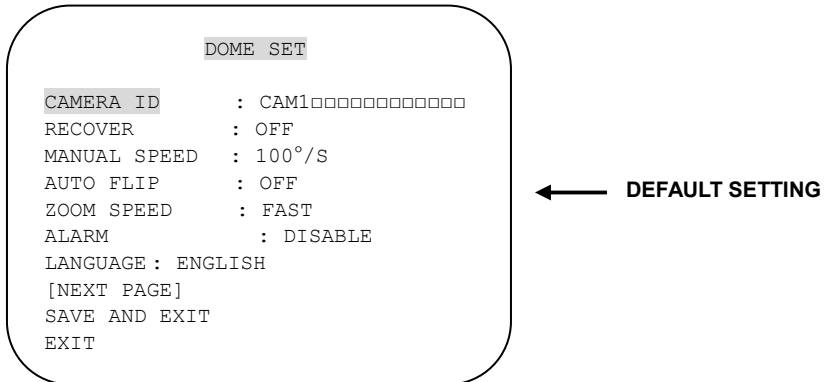 DOME SET
CAMERA ID : CAM1□□□□□□□□□□□□
RECOVER : OFF
MANUAL SPEED : 100°/S
AUTO FLIP : OFF
ZOOM SPEED : FAST
ALARM : DISABLE
LANGUAGE : ENGLISH
[NEXT PAGE]
SAVE AND EXIT
EXIT
DEFAULT SETTING